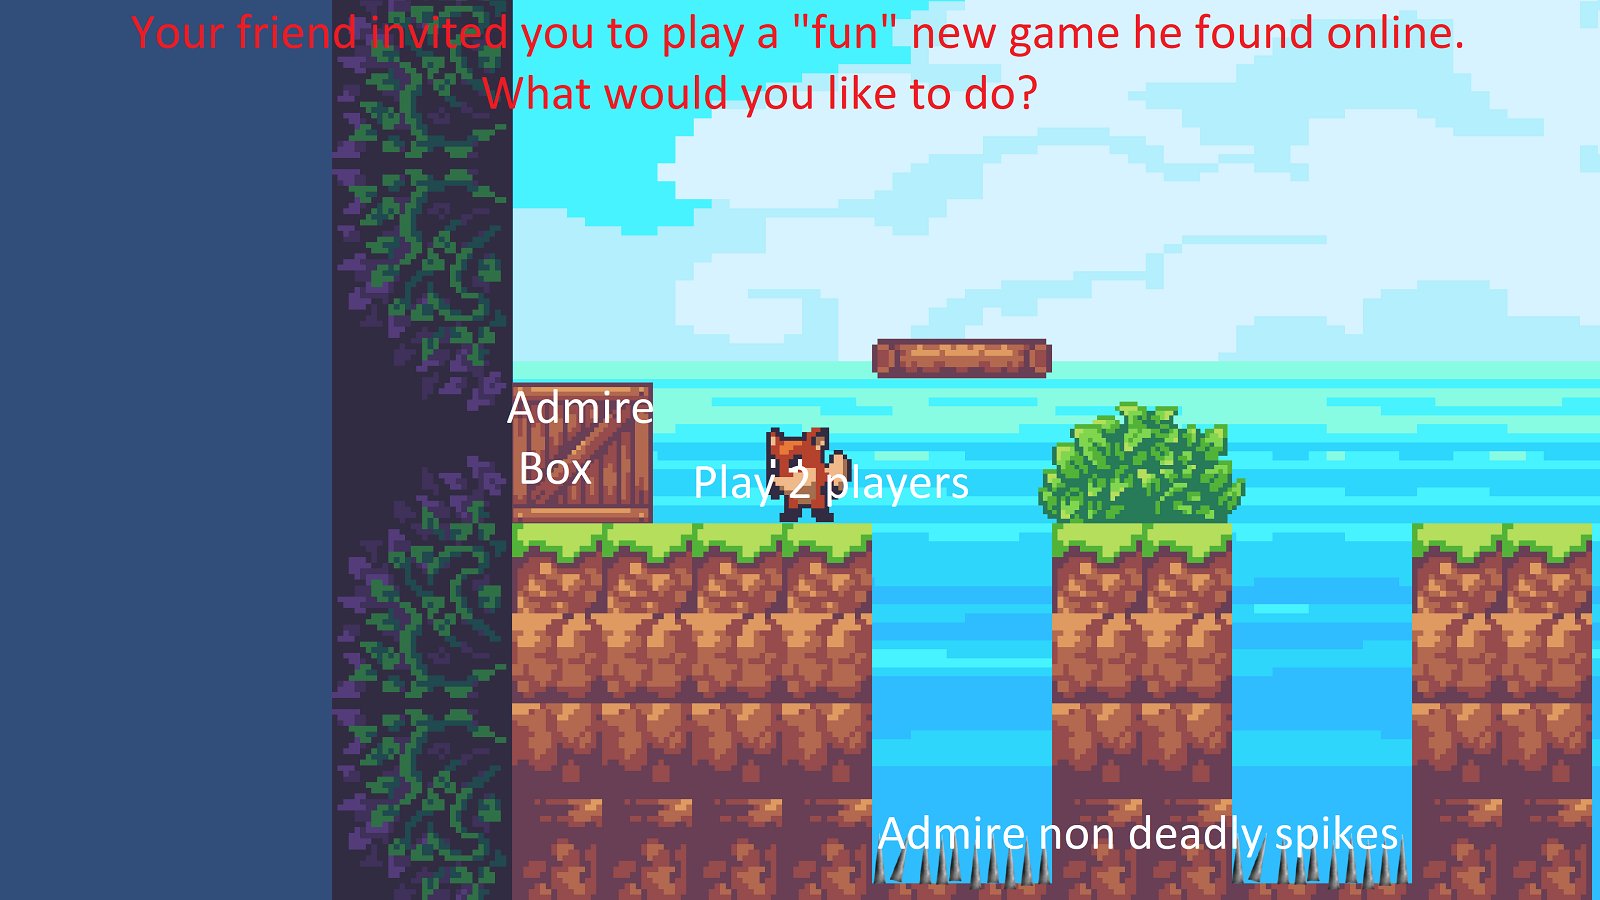 Your friend invited you to play a "fun" new game he found online.
What would you like to do?
Admire
Box
Play 2 players
Admire non deadly spikes